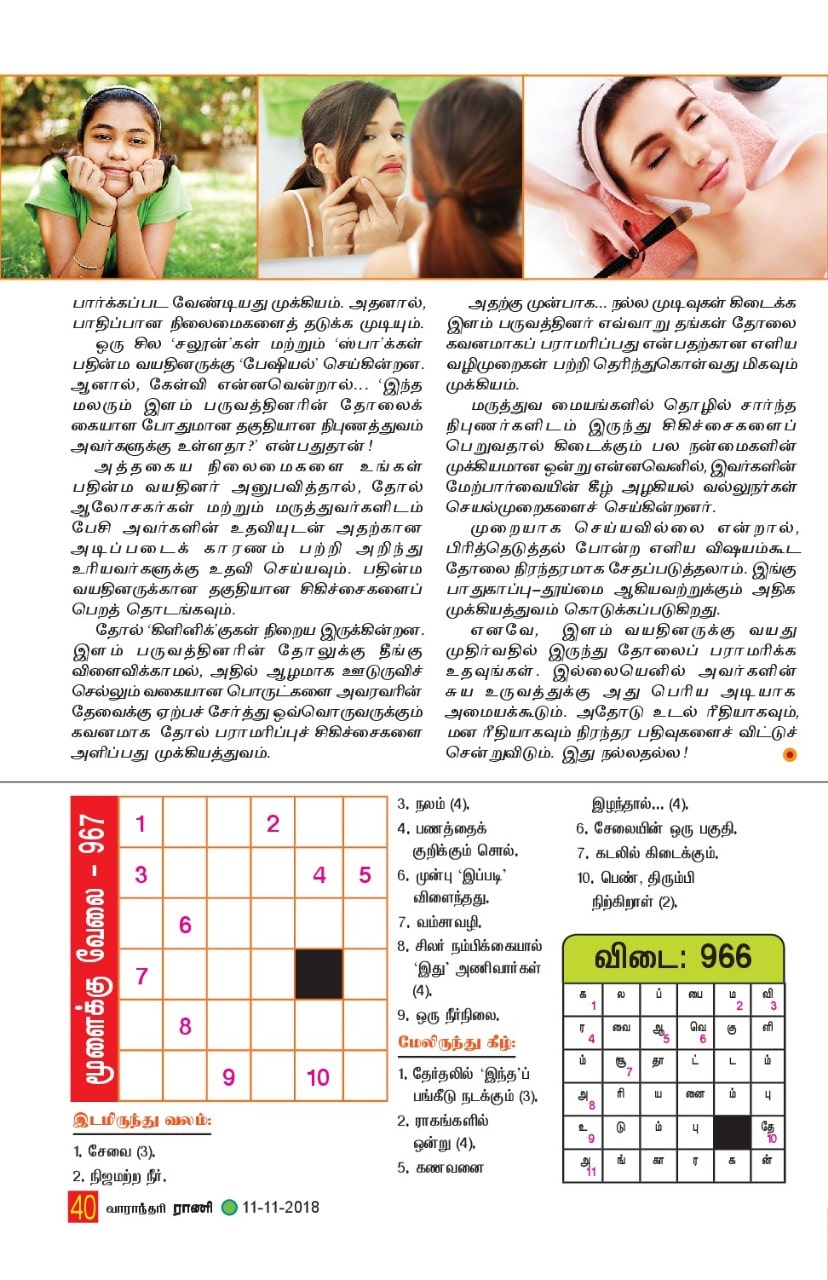 பார்க்கப்பட வேண்டியது முக்கியம். அதனால்,
பாதிப்பான நிலைமைகளைத் தடுக்க முடியும்.
ஒரு சில ‘சலூன்’கள் மற்றும் ‘ஸ்பா’க்கள்
பதின்ம வயதினருக்கு ‘பேஷியல்’ செய்கின்றன.
ஆனால், கேள்வி என்னவென்றால்... ‘இந்த
மலரும் இளம் பருவத்தினரின் தோலைக்
கையாள போதுமான தகுதியான நிபுணத்துவம்
அவர்களுக்கு உள்ளதா?’ என்பதுதான்!
அத்தகைய நிலைமைகளை உங்கள்
பதின்ம வயதினர் அனுபவித்தால், தோல்
ஆலோசகர்கள் மற்றும் மருத்துவர்களிடம்
பேசி அவர்களின் உதவியுடன் அதற்கான
அடிப்படைக் காரணம் பற்றி அறிந்து
உரியவர்களுக்கு உதவி செய்யவும். பதின்ம
வயதினருக்கான தகுதியான சிகிச்சைகளைப்
பெறத் தொடங்கவும்.
தோல் ‘கிளினிக்’குகள் நிறைய இருக்கின்றன.
இளம் பருவத்தினரின் தோலுக்கு தீங்கு
விளைவிக்காமல், அதில் ஆழமாக ஊடுருவிச்
செல்லும் வகையான பொருட்களை அவரவரின்
தேவைக்கு ஏற்பச் சேர்த்து ஒவ்வொருவருக்கும்
கவனமாக தோல் பராமரிப்புச் சிகிச்சைகளை
அளிப்பது முக்கியத்துவம்.
அதற்கு முன்பாக... நல்ல முடிவுகள் கிடைக்க
இளம் பருவத்தினர் எவ்வாறு தங்கள் தோலை
கவனமாகப் பராமரிப்பது என்பதற்கான எளிய
வழிமுறைகள் பற்றி தெரிந்துகொள்வது மிகவும்
முக்கியம்.
மருத்துவ மையங்களில் தொழில் சார்ந்த
நிபுணர்களிடம் இருந்து சிகிச்சைகளைப்
பெறுவதால் கிடைக்கும் பல நன்மைகளின்
முக்கியமான ஒன்று என்னவெனில், இவர்களின்
மேற்பார்வையின் கீழ் அழகியல் வல்லுநர்கள்
செயல்முறைகளைச் செய்கின்றனர்.
முறையாக செய்யவில்லை என்றால்,
பிரித்தெடுத்தல் போன்ற எளிய விஷயம்கூட
தோலை நிரந்தரமாக சேதப்படுத்தலாம். இங்கு
பாதுகாப்பு-தூய்மை ஆகியவற்றுக்கும் அதிக
முக்கியத்துவம் கொடுக்கப்படுகிறது.
எனவே, இளம் வயதினருக்கு வயது
முதிர்வதில் இருந்து தோலைப் பராமரிக்க
உதவுங்கள். இல்லையெனில் அவர்களின்
சுய உருவத்துக்கு அது பெரிய அடியாக
அமையக்கூடும். அதோடு உடல் ரீதியாகவும்,
மன ரீதியாகவும் நிரந்தர பதிவுகளைச் விட்டுச்
சென்றுவிடும். இது நல்லதல்ல!
மூளைக்கு வேலை - 967
1 2
3 4 5
6
7
8
9 10
இடமிருந்து வலம்:
1. சேவை (3).
2. நிஜமற்ற நீர்.
3. நலம் (4).
4. பணத்தைக்
குறிக்கும் சொல்.
6. முன்பு ‘இப்படி’
விளைந்தது.
7. வம்சாவழி.
8. சிலர் நம்பிக்கையால்
‘இது’ அணிவார்கள்
(4).
9. ஒரு நீர்நிலை.
மேலிருந்து கீழ்:
1. தேர்தலில் ‘இந்த’ப்
பங்கீடு நடக்கும் (3).
2. ராகங்களில்
ஒன்று (4).
5. கணவனை
இழந்தால்... (4).
6. சேலையின் ஒரு பகுதி.
7. கடலில் கிடைக்கும்.
10. பெண், திரும்பி
நிற்கிறாள் (2).
விடை: 966
க 1 ல ப் பை ம 2 வி 3
ர 4 வை ஆ 5 வெ 6 கு ளி
ம் சூ 7 தா ட் ட ம்
அ 8 ரி ய னை ம் பு
உ 9 டு ம் பு தே 10
அ 11 ங் கா ர க ன்
40 வாராந்தரி ராணி 11-11-2018